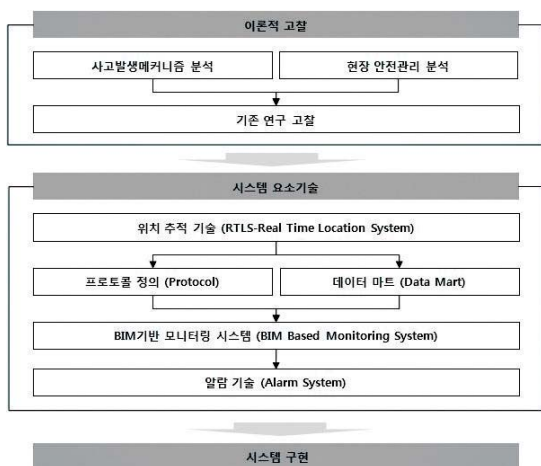 이론적 고찰
사고발생메커니즘 분석
현장 안전관리 분석
기존 연구 고찰
시스템 요소기술
위치 추적 기술 (RTLS-Real Time Location System)
프로토콜 정의 (Protocol)
데이터 마트 (Data Mart)
BIM기반 모니터링 시스템 (BIM Based Monitoring System)
알람 기술 (Alarm System)
시스템 구현